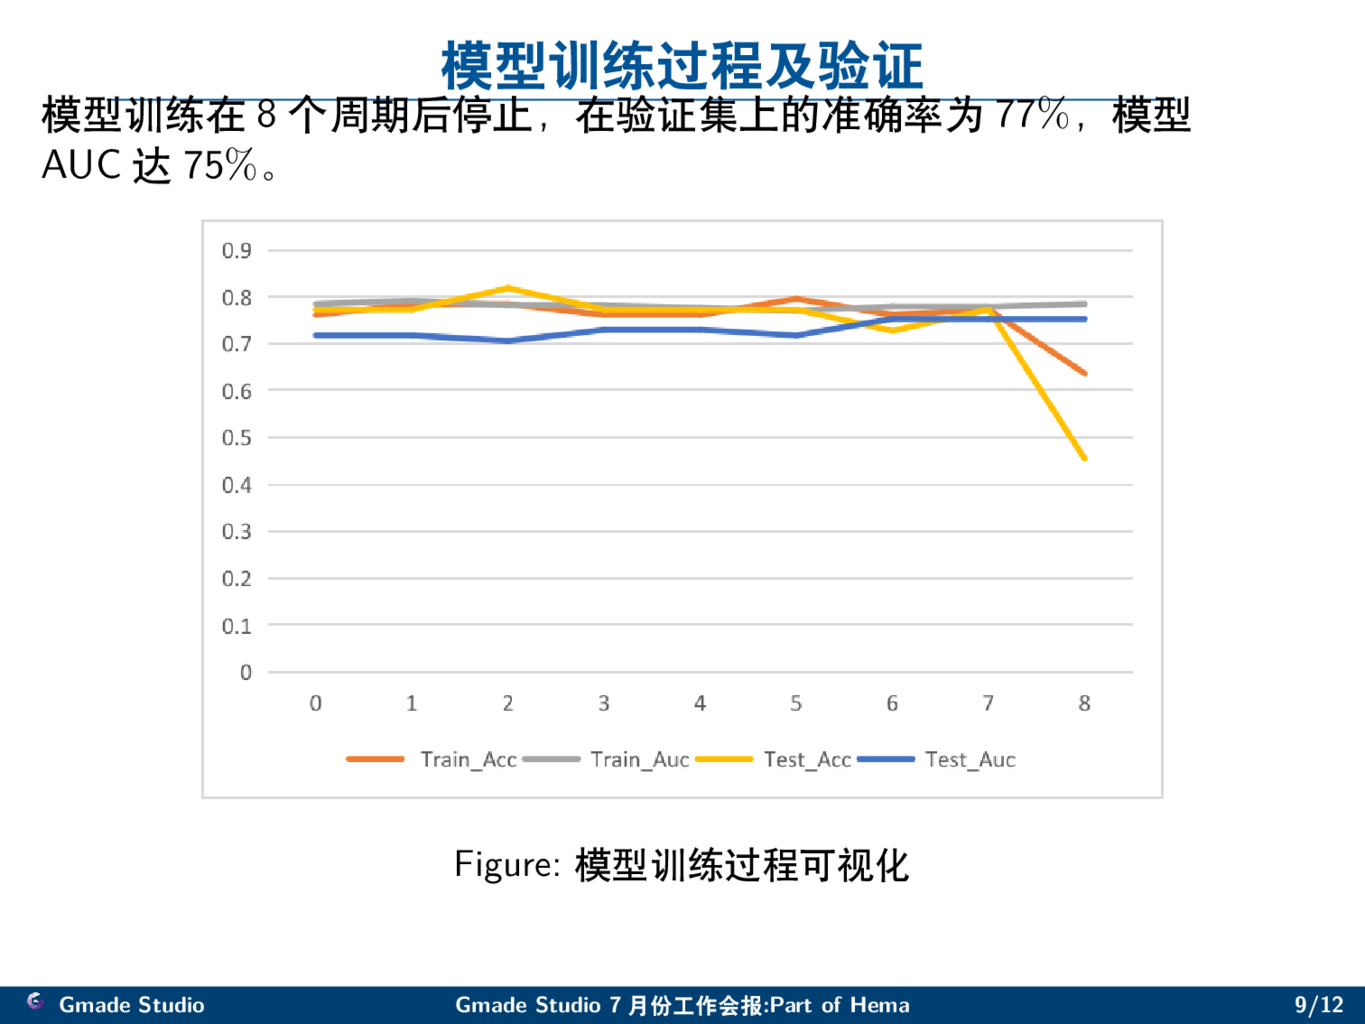 模型训练过程及验证
模型训练在 8 个周期后停止，在验证集上的准确率为 77%，模型
AUC 达 75%。
0.9
0.8
0.7
0.6
0.5
0.4
0.3
0.2
0.1
0
0 1 2 3 4 5 6 7 8
Train_Acc Train_Auc Test_Acc Test_Auc
Figure: 模型训练过程可视化
Gmade Studio Gmade Studio 7 月份工作会报:Part of Hema 9/12